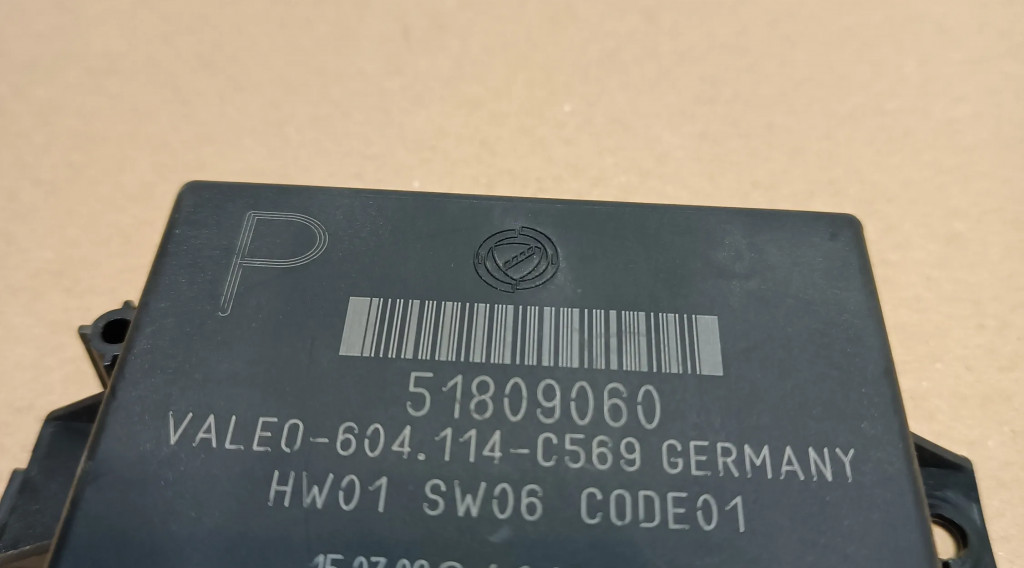 P
51809060
VALEO-604.114-C569 GERMANY
HW01 SW06 CODE01